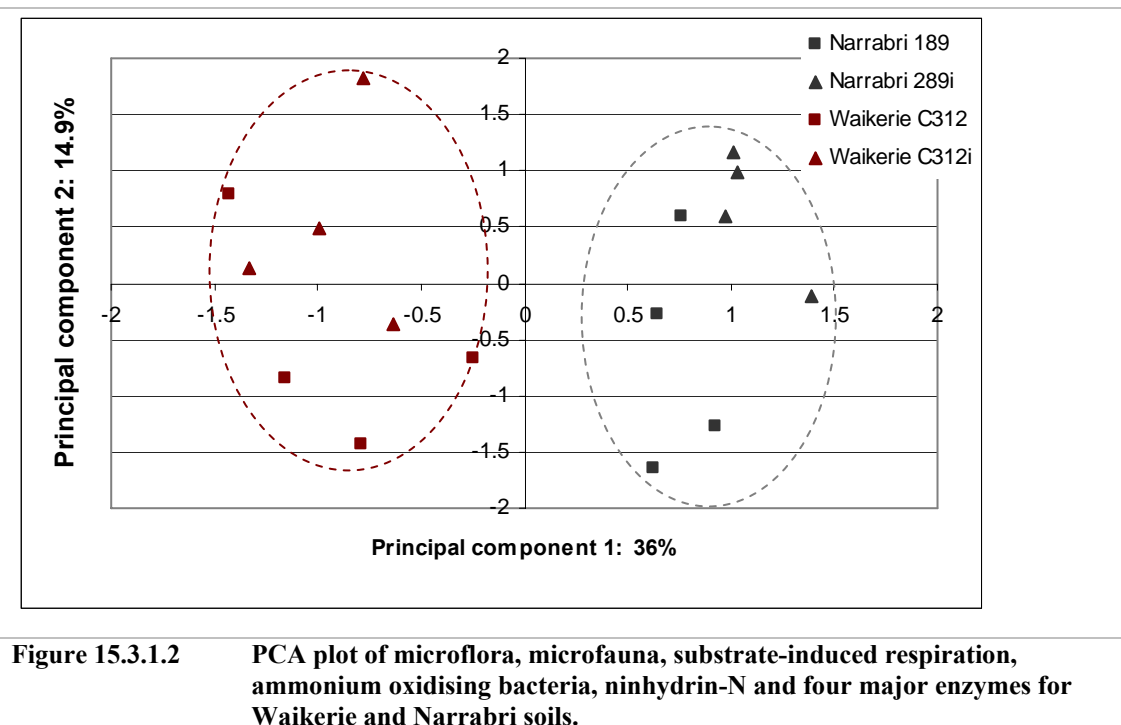 Narrabri 189
Narrabri 289i
Waikerie C312
Waikerie C312i
Principal component 2: 14.9%
2
1.5
1
0.5
0
-0.5
-1
-1.5
-2
-2 -1.5 -1 -0.5 0 0.5 1 1.5 2
Principal component 1: 36%
Figure 15.3.1.2 PCA plot of microflora, microfauna, substrate-induced respiration,
ammonium oxidising bacteria, ninhydrin-N and four major enzymes for
Waikerie and Narrabri soils.